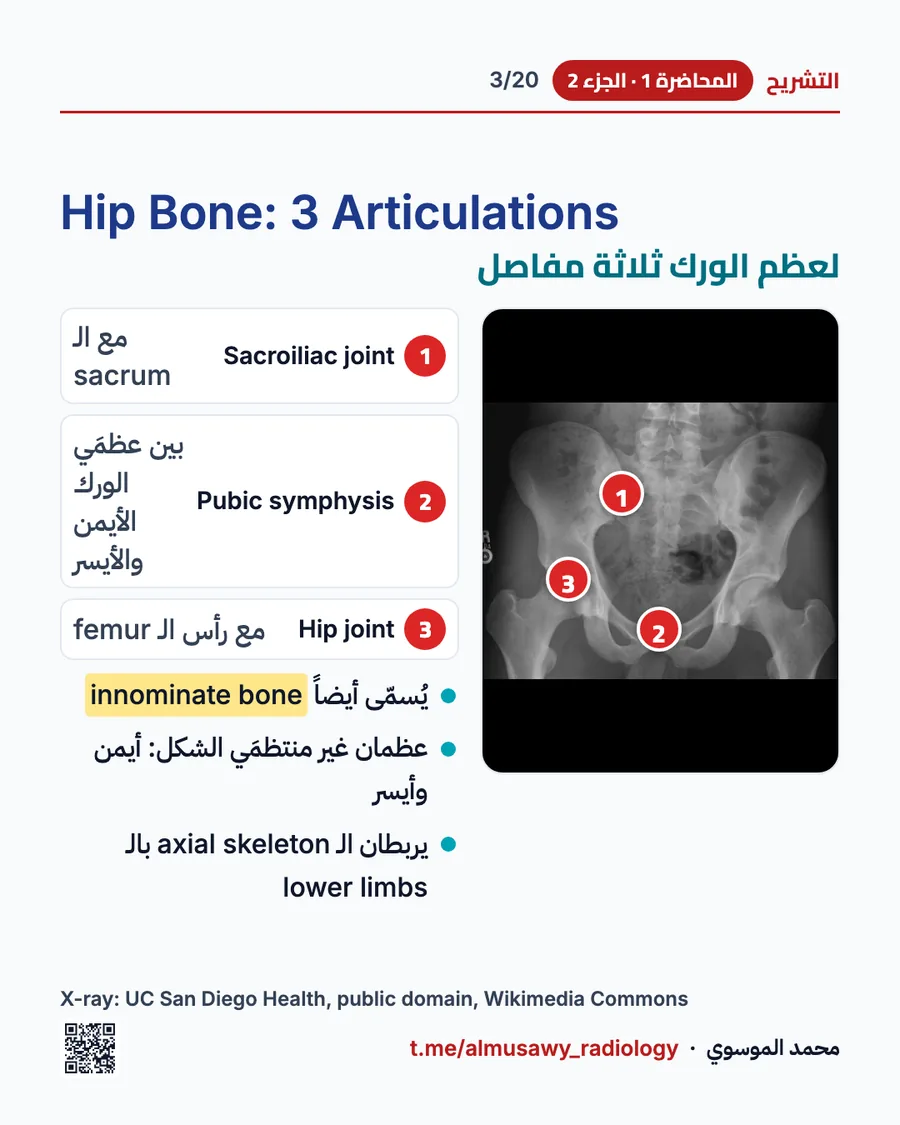 التشريح
المحاضرة 1 · الجزء 2
3/20
Hip Bone: 3 Articulations
لعظم الورك ثلاثة مفاصل
1 Sacroiliac joint
مع الـ
sacrum
2 Pubic symphysis
بين عظمَي
الورك
الأيمن
والأيسر
3 Hip joint
مع رأس الـ femur
يُسمّى أيضاً innominate bone
عظمان غير منتظمَي الشكل: أيمن
وأيسر
يربطان الـ axial skeleton بالـ
lower limbs
1
3
2
X-ray: UC San Diego Health, public domain, Wikimedia Commons
محمد الموسوي · t.me/almusawy_radiology